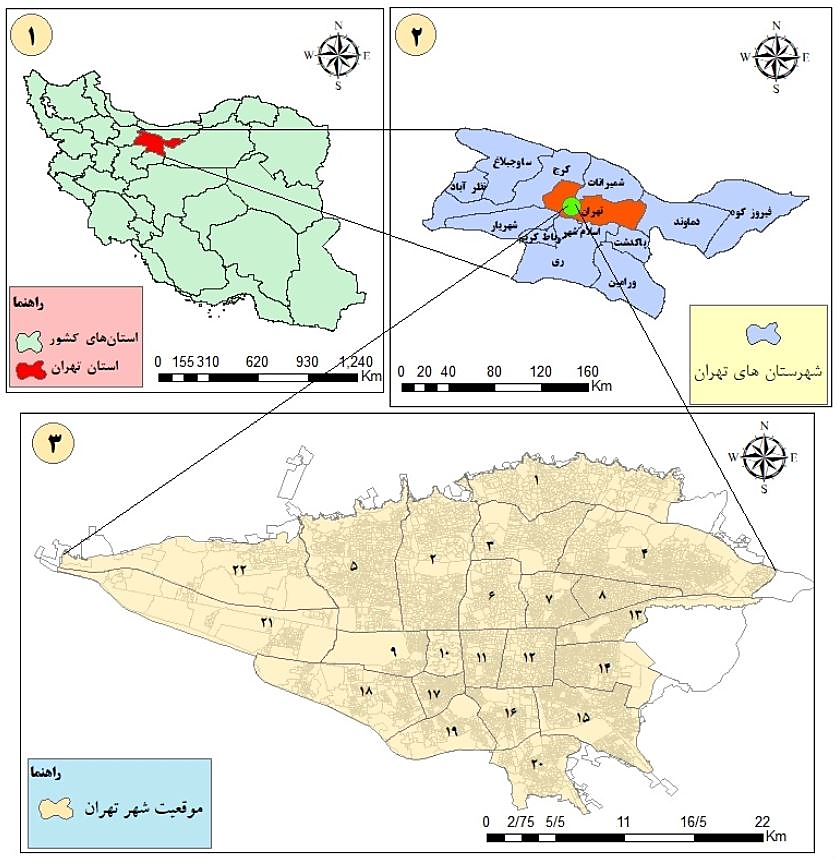 ۱
N
W E
S
راهنما
استان‌های کشور
استان تهران
0 155 310 620 930 1,240
Km
۲
N
W E
S
ساوجبلاغ
کرج
شمیرانات
نظر آباد
تهران
فیروز کوه
دماوند
شهریار
اسلام شهر
رباط کریم
پاکدشت
ری
ورامین
شهرستان های تهران
0 20 40 80 120 160
Km
۳
N
W E
S
۱
۲
۳
۴
۵
۲۲
۶
۷
۸
۱۳
۲۱
۹
۱۰
۱۱
۱۲
۱۴
۱۸
۱۷
۱۶
۱۵
۱۹
۲۰
راهنما
موقعیت شهر تهران
0 2/75 5/5 11 16/5 22
Km